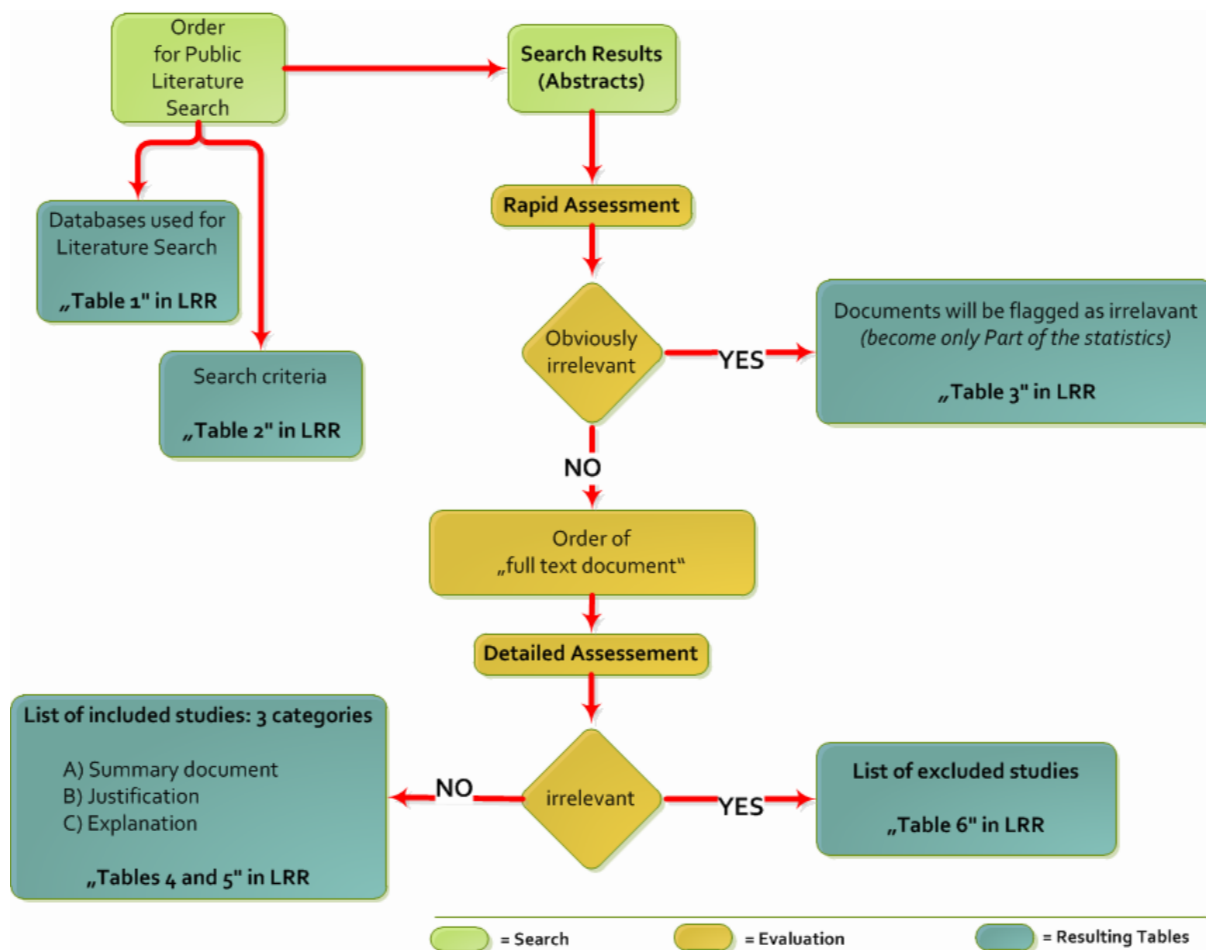 Order
for Public
Literature
Search
Search Results
(Abstracts)
Databases used for
Literature Search
„Table 1" in LRR
Search criteria
„Table 2" in LRR
Rapid Assessment
Obviously
irrelevant
YES
Documents will be flagged as irrelavant
(become only Part of the statistics)
„Table 3" in LRR
NO
Order of
„full text document“
Detailed Assessement
irrelevant
NO
List of included studies: 3 categories
A) Summary document
B) Justification
C) Explanation
„Tables 4 and 5" in LRR
YES
List of excluded studies
„Table 6" in LRR
= Search
= Evaluation
= Resulting Tables